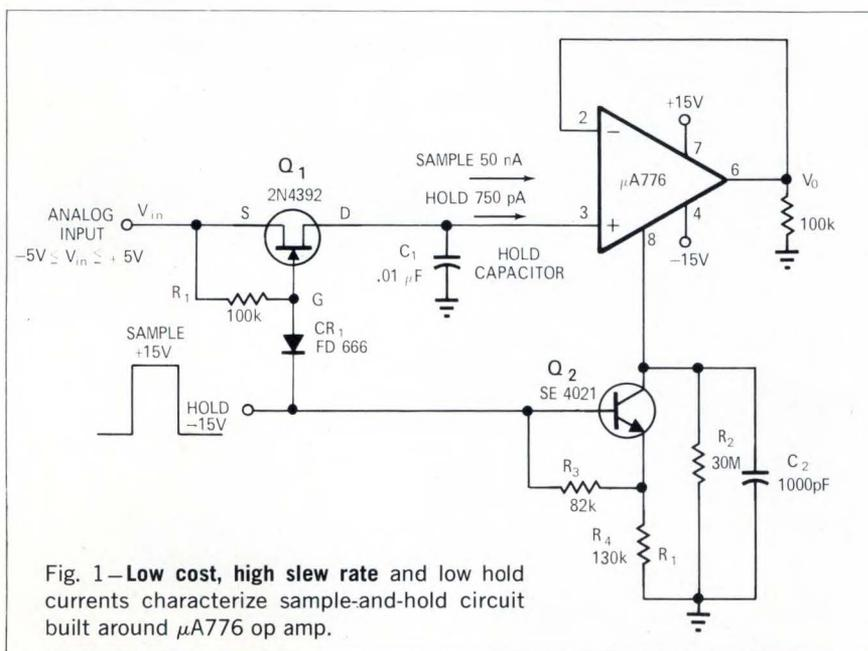 Q1
2N4392
SAMPLE 50 nA
HOLD 750 pA
ANALOG
INPUT
Vin
−5V ≤ Vin ≤ + 5V
S
D
G
R1
100k
CR1
FD 666
C1
.01 μF
HOLD
CAPACITOR
2
−
3
+
μA776
+15V
7
6
4
8
−15V
V0
100k
SAMPLE
+15V
HOLD
−15V
Q2
SE 4021
R3
82k
R4
130k
R1
R2
30M
C2
1000pF
Fig. 1—Low cost, high slew rate and low hold
currents characterize sample-and-hold circuit
built around μA776 op amp.